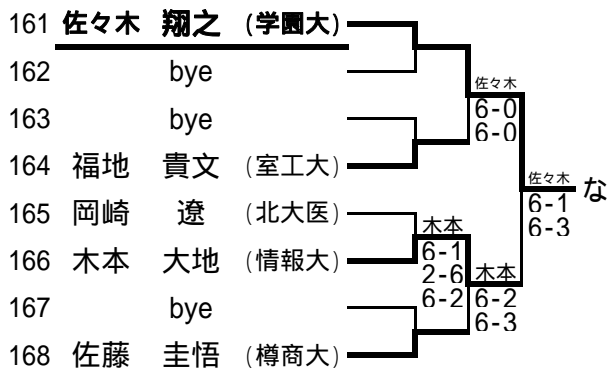 161 佐々木 翔之 (学園大)
162 bye
163 bye
164 福地 貴文 (室工大)
165 岡崎 遼 (北大医)
166 木本 大地 (情報大)
167 bye
168 佐藤 圭悟 (樽商大)
佐々木
6-0
6-0
木本
6-1
2-6
6-2
木本
6-2
6-3
佐々木
6-1
6-3
な